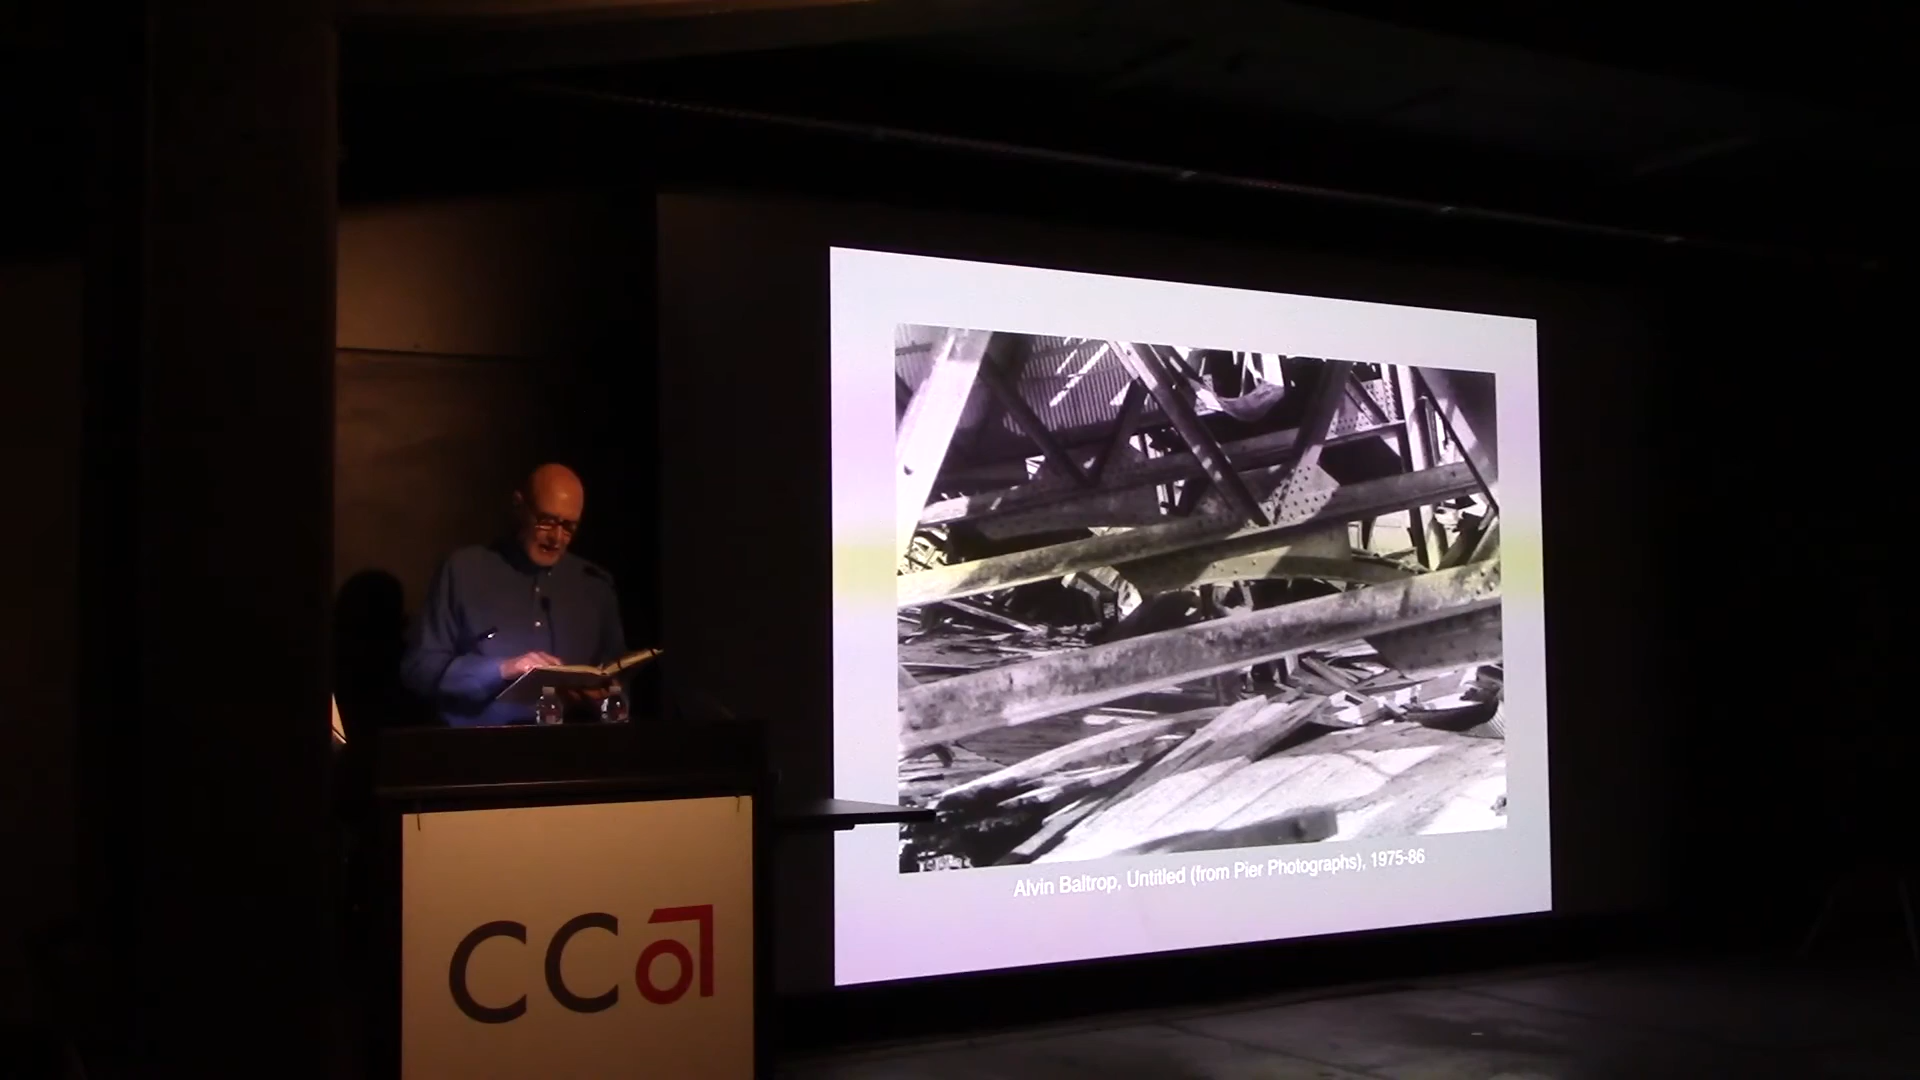 Alvin Baltrop, Untitled (from Pier Photographs), 1975-86
CCA